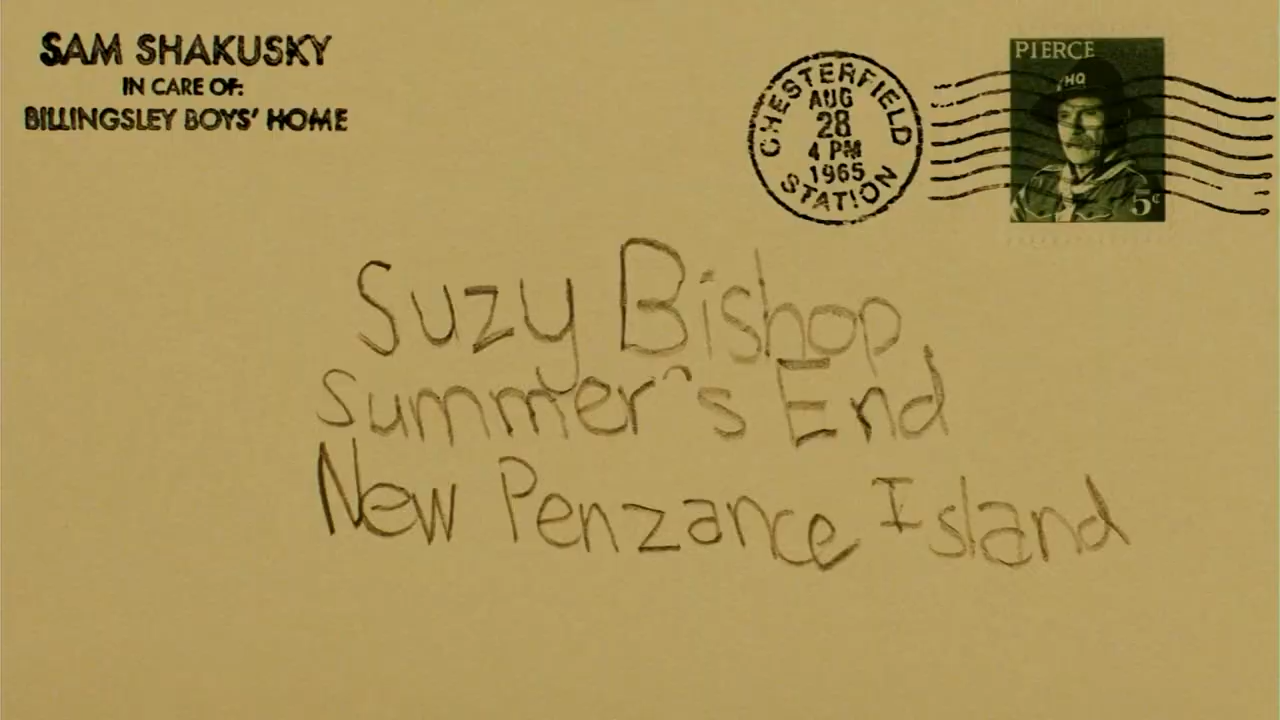 SAM SHAKUSKY
IN CARE OF:
BILLINGSLEY BOYS' HOME
CHESTERFIELD
AUG
28
4 PM
1965
STATION
PIERCE
HQ
5¢
Suzy Bishop
Summer's End
New Penzance Island